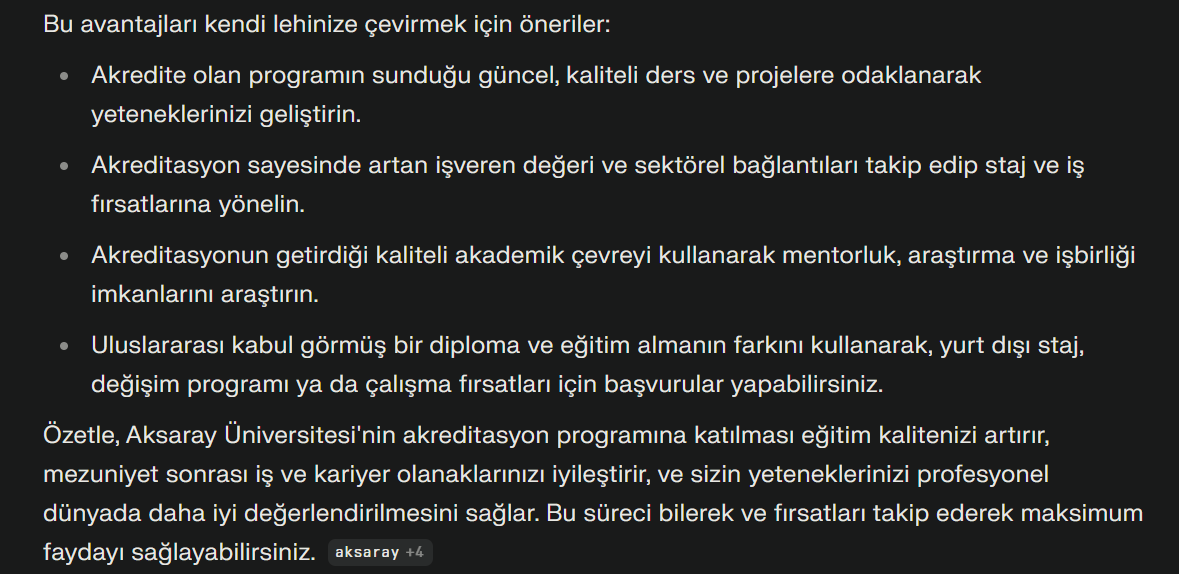 Bu avantajları kendi lehinize çevirmek için öneriler:
• Akredite olan programın sunduğu güncel, kaliteli ders ve projelere odaklanarak
yeteneklerinizi geliştirin.
• Akreditasyon sayesinde artan işveren değeri ve sektörel bağlantıları takip edip staj ve iş
fırsatlarına yönelin.
• Akreditasyonun getirdiği kaliteli akademik çevreyi kullanarak mentorluk, araştırma ve işbirliği
imkanlarını araştırın.
• Uluslararası kabul görmüş bir diploma ve eğitim almanın farkını kullanarak, yurt dışı staj,
değişim programı ya da çalışma fırsatları için başvurular yapabilirsiniz.
Özetle, Aksaray Üniversitesi'nin akreditasyon programına katılması eğitim kalitenizi artırır,
mezuniyet sonrası iş ve kariyer olanaklarınızı iyileştirir, ve sizin yeteneklerinizi profesyonel
dünyada daha iyi değerlendirilmesini sağlar. Bu süreci bilerek ve fırsatları takip ederek maksimum
faydayı sağlayabilirsiniz. aksaray +4